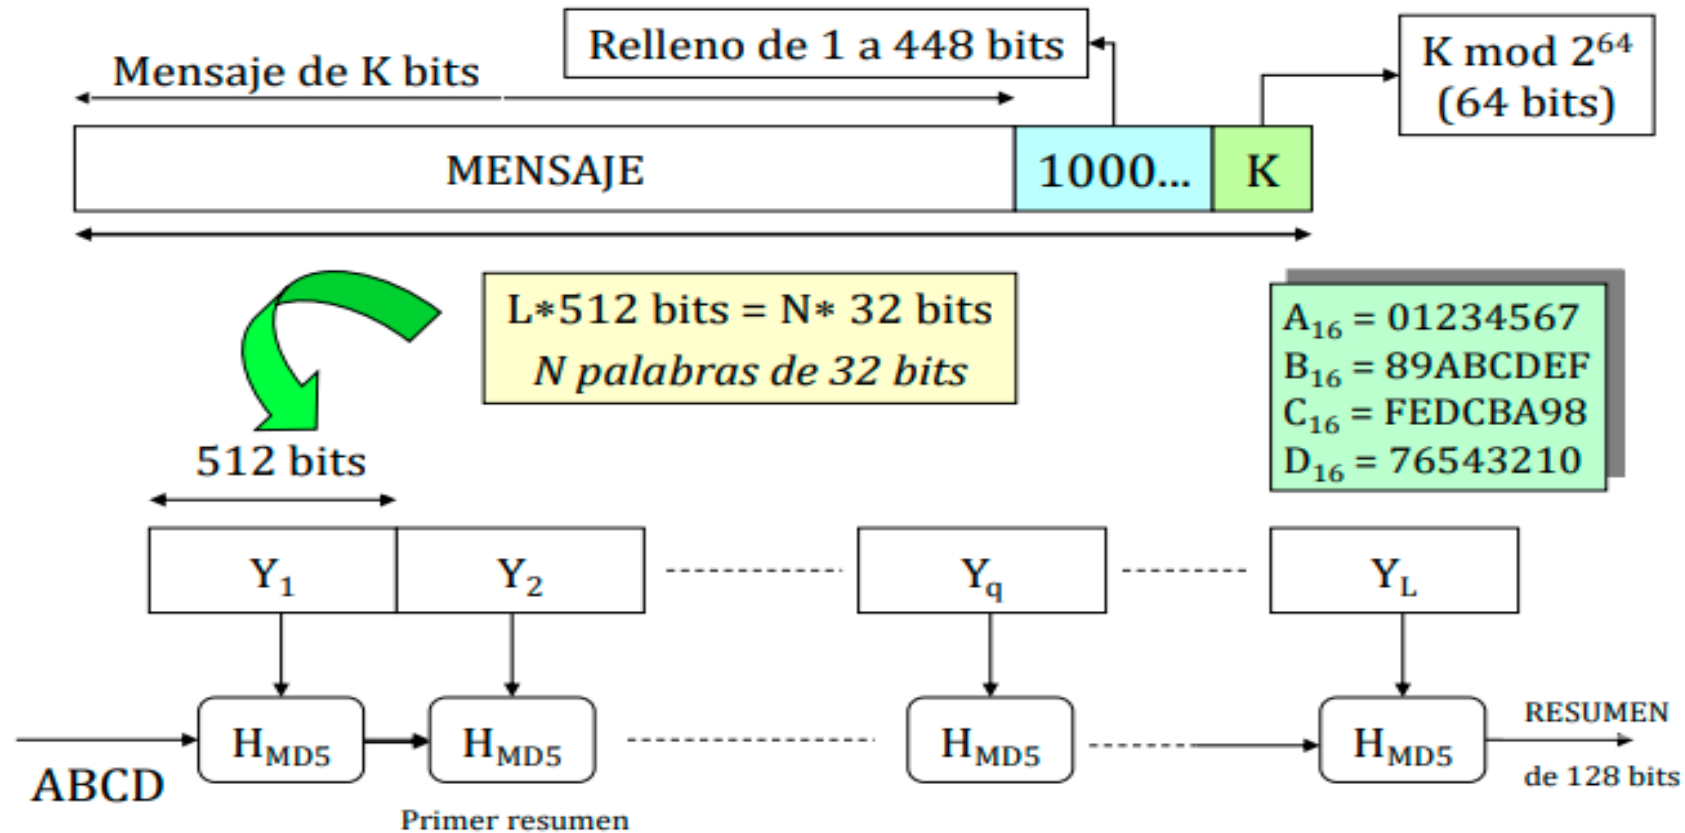 Relleno de 1 a 448 bits
K mod 2⁶⁴
(64 bits)
Mensaje de K bits
MENSAJE
1000...
K
L*512 bits = N* 32 bits
N palabras de 32 bits
A₁₆ = 01234567
B₁₆ = 89ABCDEF
C₁₆ = FEDCBA98
D₁₆ = 76543210
512 bits
Y₁
Y₂
Y_q
Y_L
H_MD5
H_MD5
H_MD5
H_MD5
RESUMEN
de 128 bits
ABCD
Primer resumen